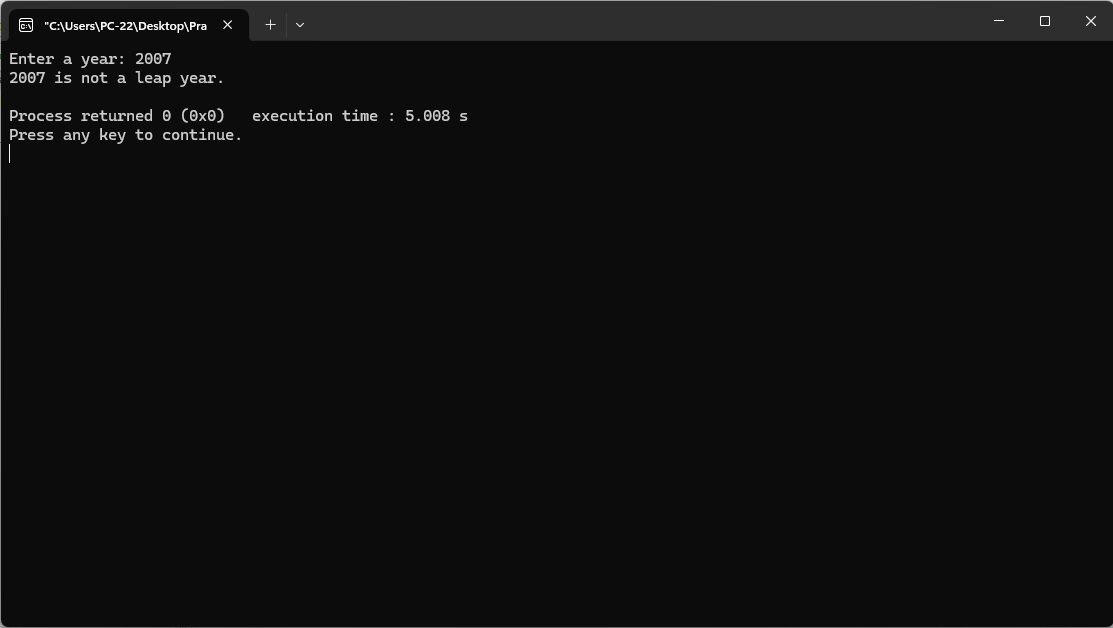 "C:\Users\PC-22\Desktop\Pra
Enter a year: 2007
2007 is not a leap year.
Process returned 0 (0x0)   execution time : 5.008 s
Press any key to continue.